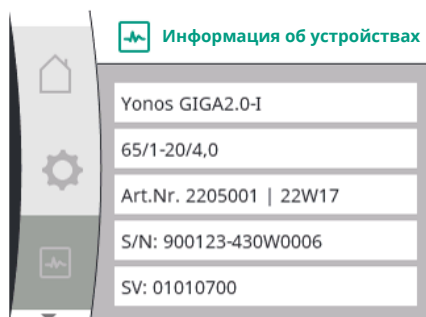 Информация об устройствах
Yonos GIGA2.0-I
65/1-20/4,0
Art.Nr. 2205001 | 22W17
S/N: 900123-430W0006
SV: 01010700